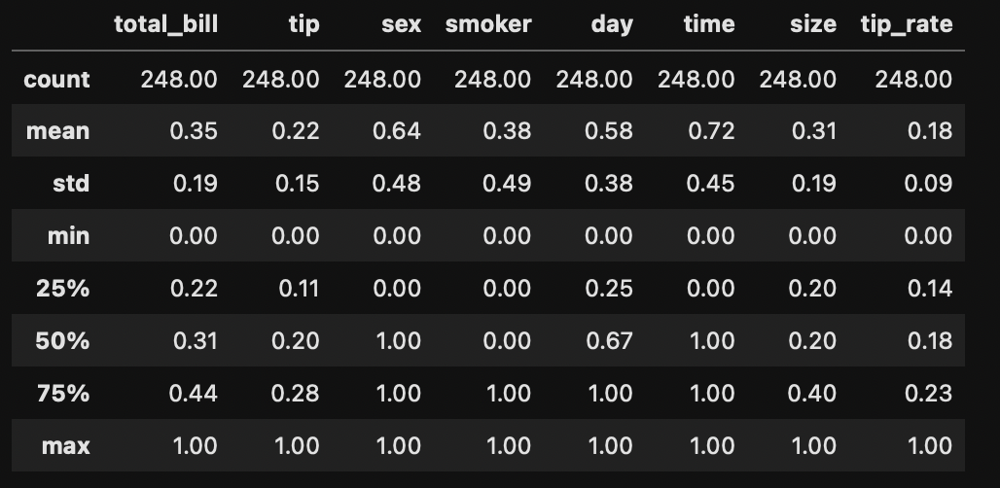 total_bill tip sex smoker day time size tip_rate
count 248.00 248.00 248.00 248.00 248.00 248.00 248.00 248.00
mean 0.35 0.22 0.64 0.38 0.58 0.72 0.31 0.18
std 0.19 0.15 0.48 0.49 0.38 0.45 0.19 0.09
min 0.00 0.00 0.00 0.00 0.00 0.00 0.00 0.00
25% 0.22 0.11 0.00 0.00 0.25 0.00 0.20 0.14
50% 0.31 0.20 1.00 0.00 0.67 1.00 0.20 0.18
75% 0.44 0.28 1.00 1.00 1.00 1.00 0.40 0.23
max 1.00 1.00 1.00 1.00 1.00 1.00 1.00 1.00